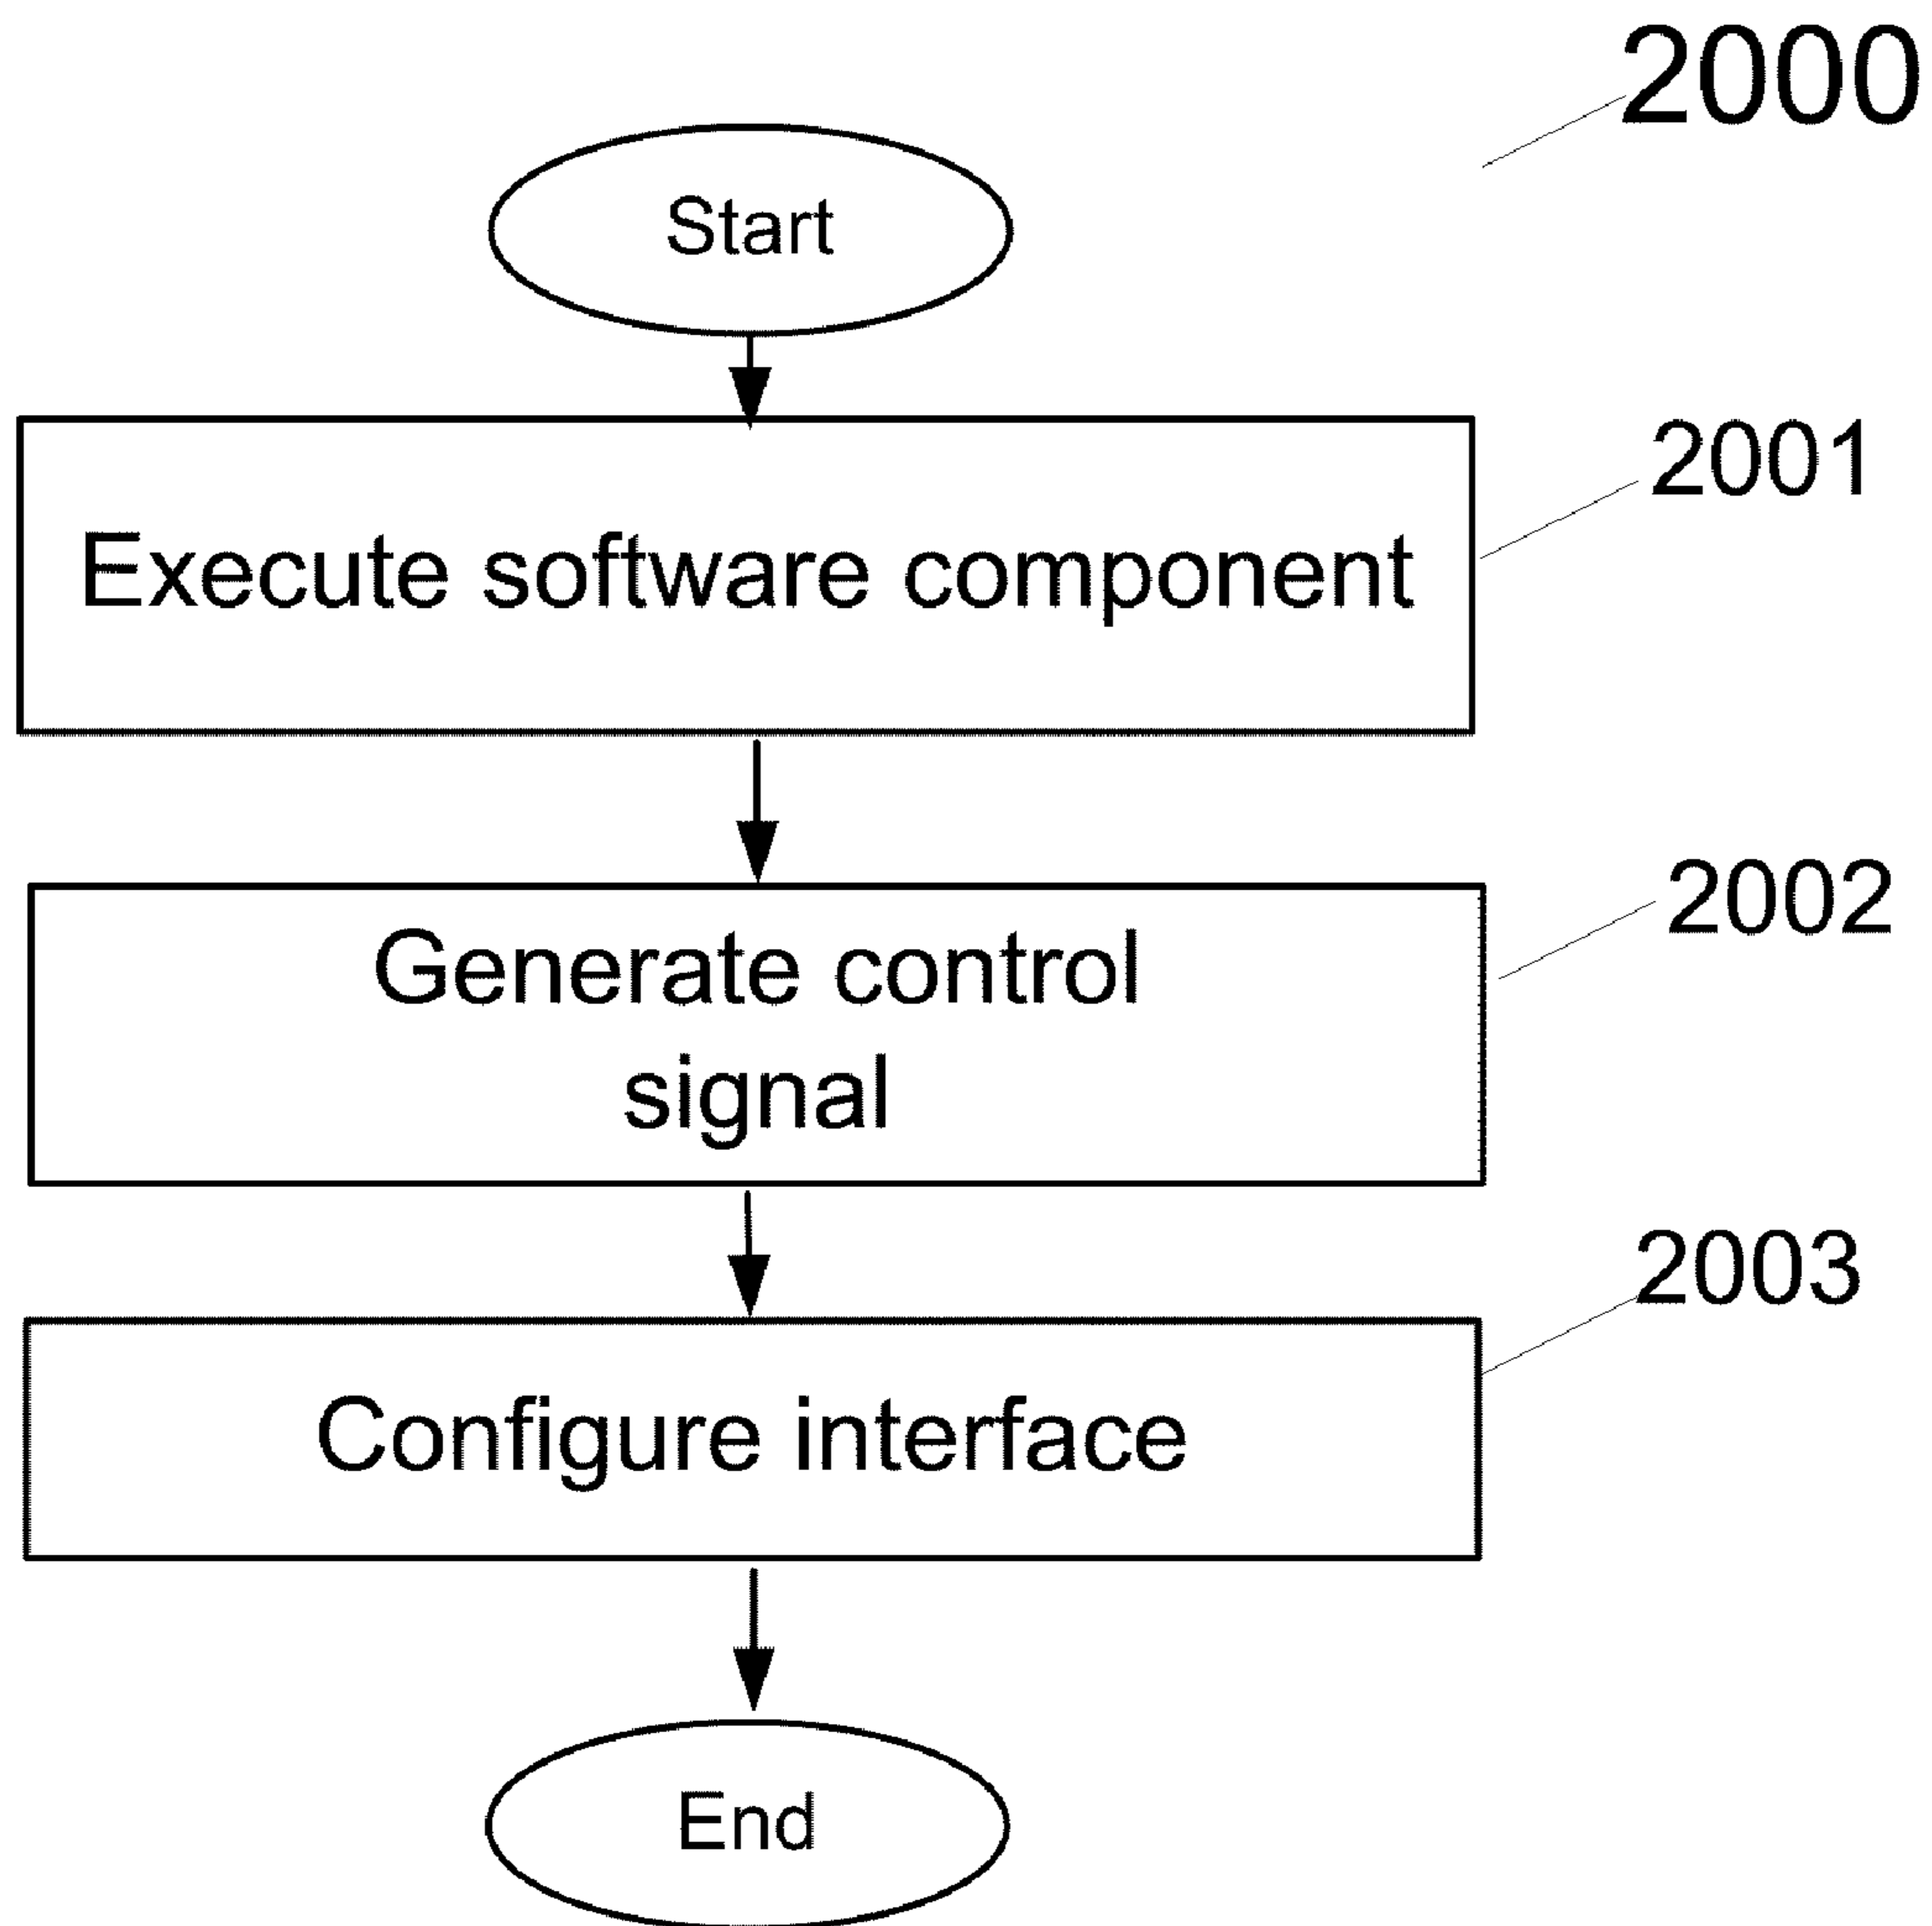 2000
Start
2001
Execute software component
2002
Generate control
signal
2003
Configure interface
End